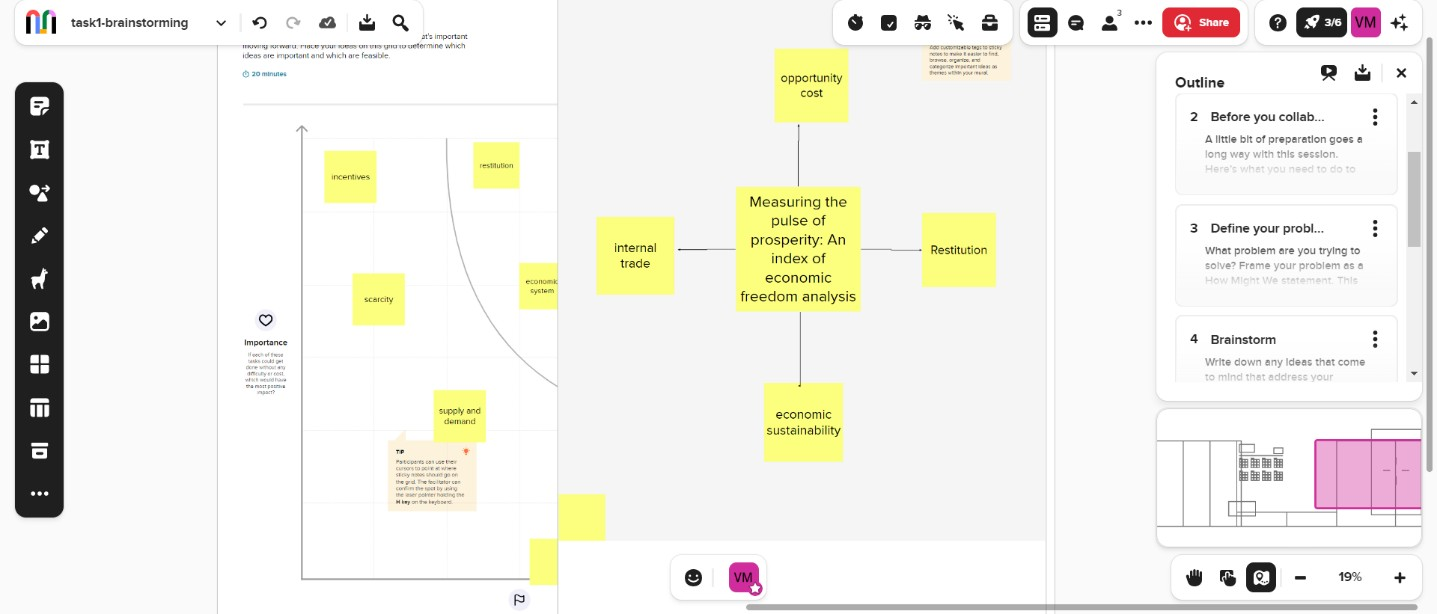 task1-brainstorming
Share
3
3/6
VM
at's important
moving forward. Place your ideas on this grid to determine which
ideas are important and which are feasible.
20 minutes
incentives
restitution
scarcity
economic
system
Importance
If each of these
tasks could get
done without any
difficulty or cost,
which would have
the most positive
impact?
supply and
demand
TIP
Participants can use their
cursors to point at where
sticky notes should go on
the grid. The facilitator can
confirm the spot by using
the laser pointer holding the
H key on the keyboard.
Add customizable tags to sticky
notes to make it easier to find,
browse, organize, and
categorize important ideas as
themes within your mural.
opportunity
cost
Measuring the
pulse of
prosperity: An
index of
economic
freedom analysis
internal
trade
Restitution
economic
sustainability
VM
Outline
2 Before you collab...
A little bit of preparation goes a
long way with this session.
Here's what you need to do to
3 Define your probl...
What problem are you trying to
solve? Frame your problem as a
How Might We statement. This
4 Brainstorm
Write down any ideas that come
to mind that address your
19%